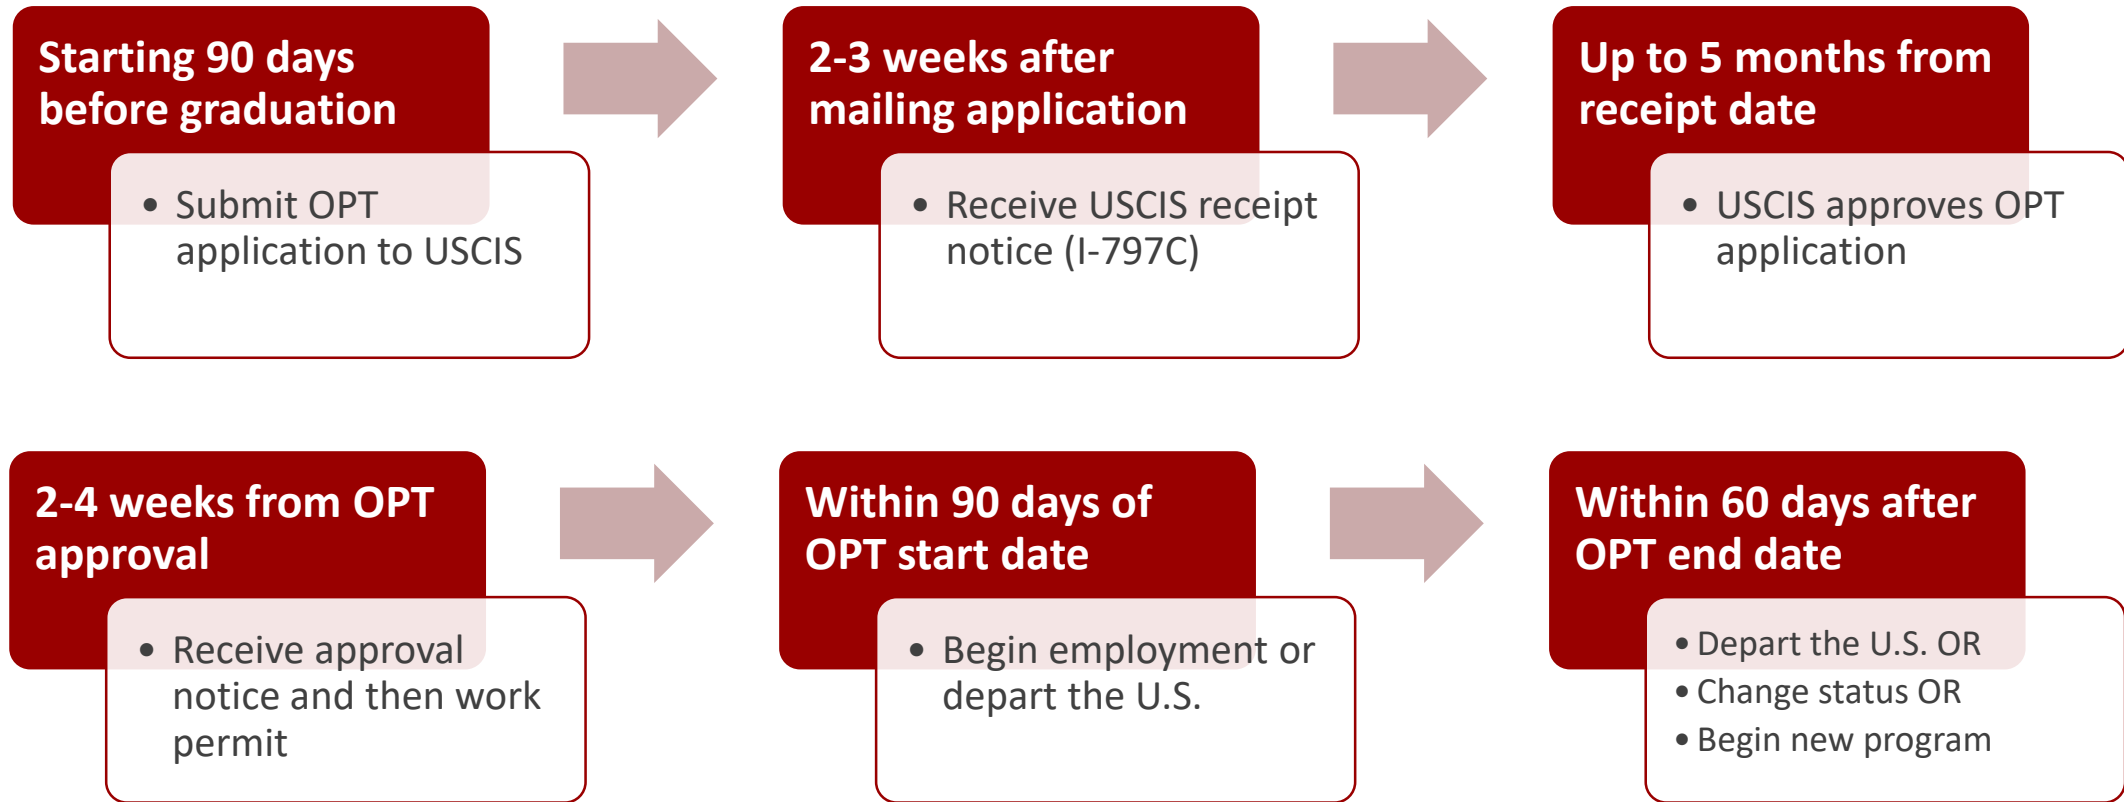 Starting 90 days
before graduation
• Submit OPT
application to USCIS
2-3 weeks after
mailing application
• Receive USCIS receipt
notice (I-797C)
Up to 5 months from
receipt date
• USCIS approves OPT
application
2-4 weeks from OPT
approval
• Receive approval
notice and then work
permit
Within 90 days of
OPT start date
• Begin employment or
depart the U.S.
Within 60 days after
OPT end date
• Depart the U.S. OR
• Change status OR
• Begin new program